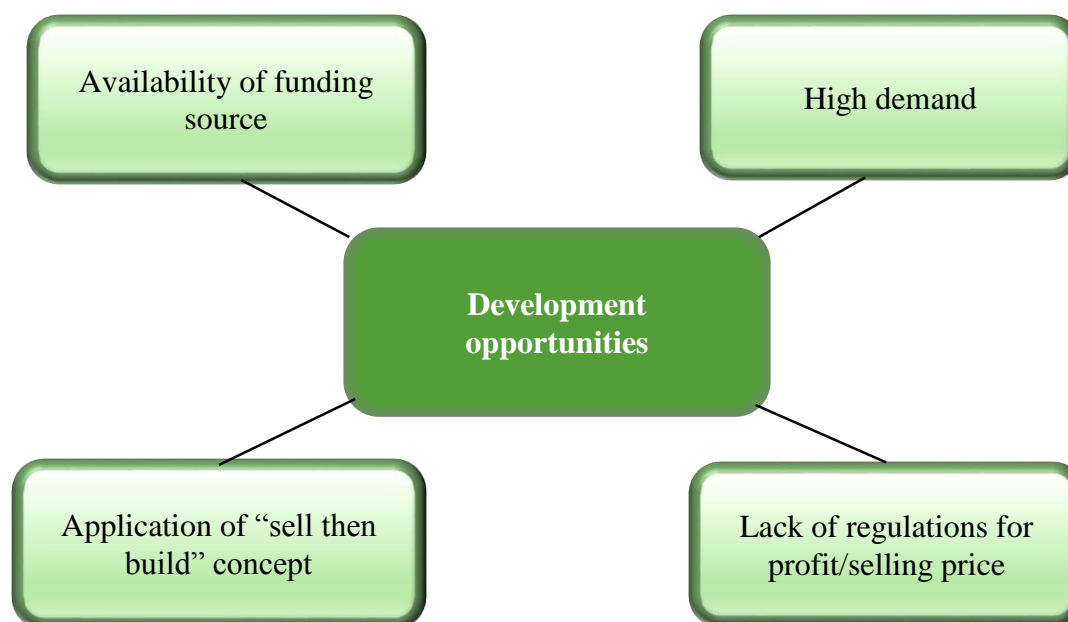 Availability of funding
source
High demand
Development
opportunities
Application of “sell then
build” concept
Lack of regulations for
profit/selling price